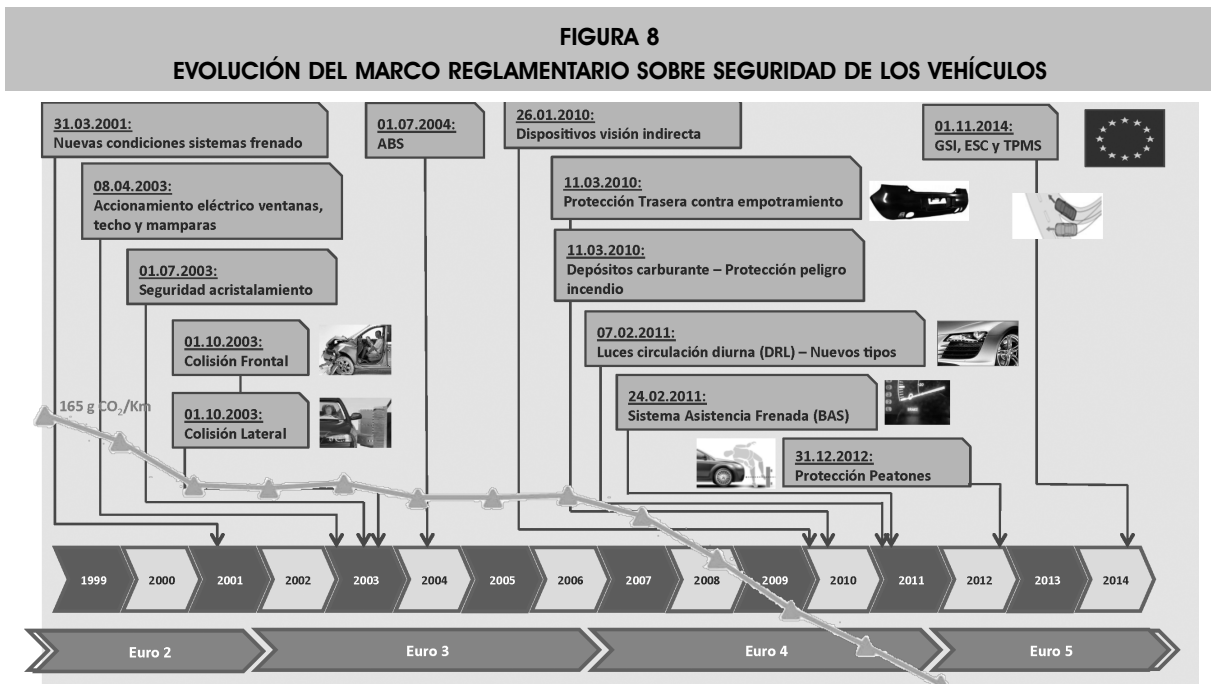 FIGURA 8
EVOLUCIÓN DEL MARCO REGLAMENTARIO SOBRE SEGURIDAD DE LOS VEHÍCULOS
31.03.2001:
Nuevas condiciones sistemas frenado
08.04.2003:
Accionamiento eléctrico ventanas,
techo y mamparas
01.07.2003:
Seguridad acristalamiento
01.10.2003:
Colisión Frontal
01.10.2003:
Colisión Lateral
01.07.2004:
ABS
26.01.2010:
Dispositivos visión indirecta
11.03.2010:
Protección Trasera contra empotramiento
11.03.2010:
Depósitos carburante – Protección peligro
incendio
07.02.2011:
Luces circulación diurna (DRL) – Nuevos tipos
24.02.2011:
Sistema Asistencia Frenada (BAS)
31.12.2012:
Protección Peatones
01.11.2014:
GSI, ESC y TPMS
165 g CO₂/Km
1999 2000 2001 2002 2003 2004 2005 2006 2007 2008 2009 2010 2011 2012 2013 2014
Euro 2 Euro 3 Euro 4 Euro 5